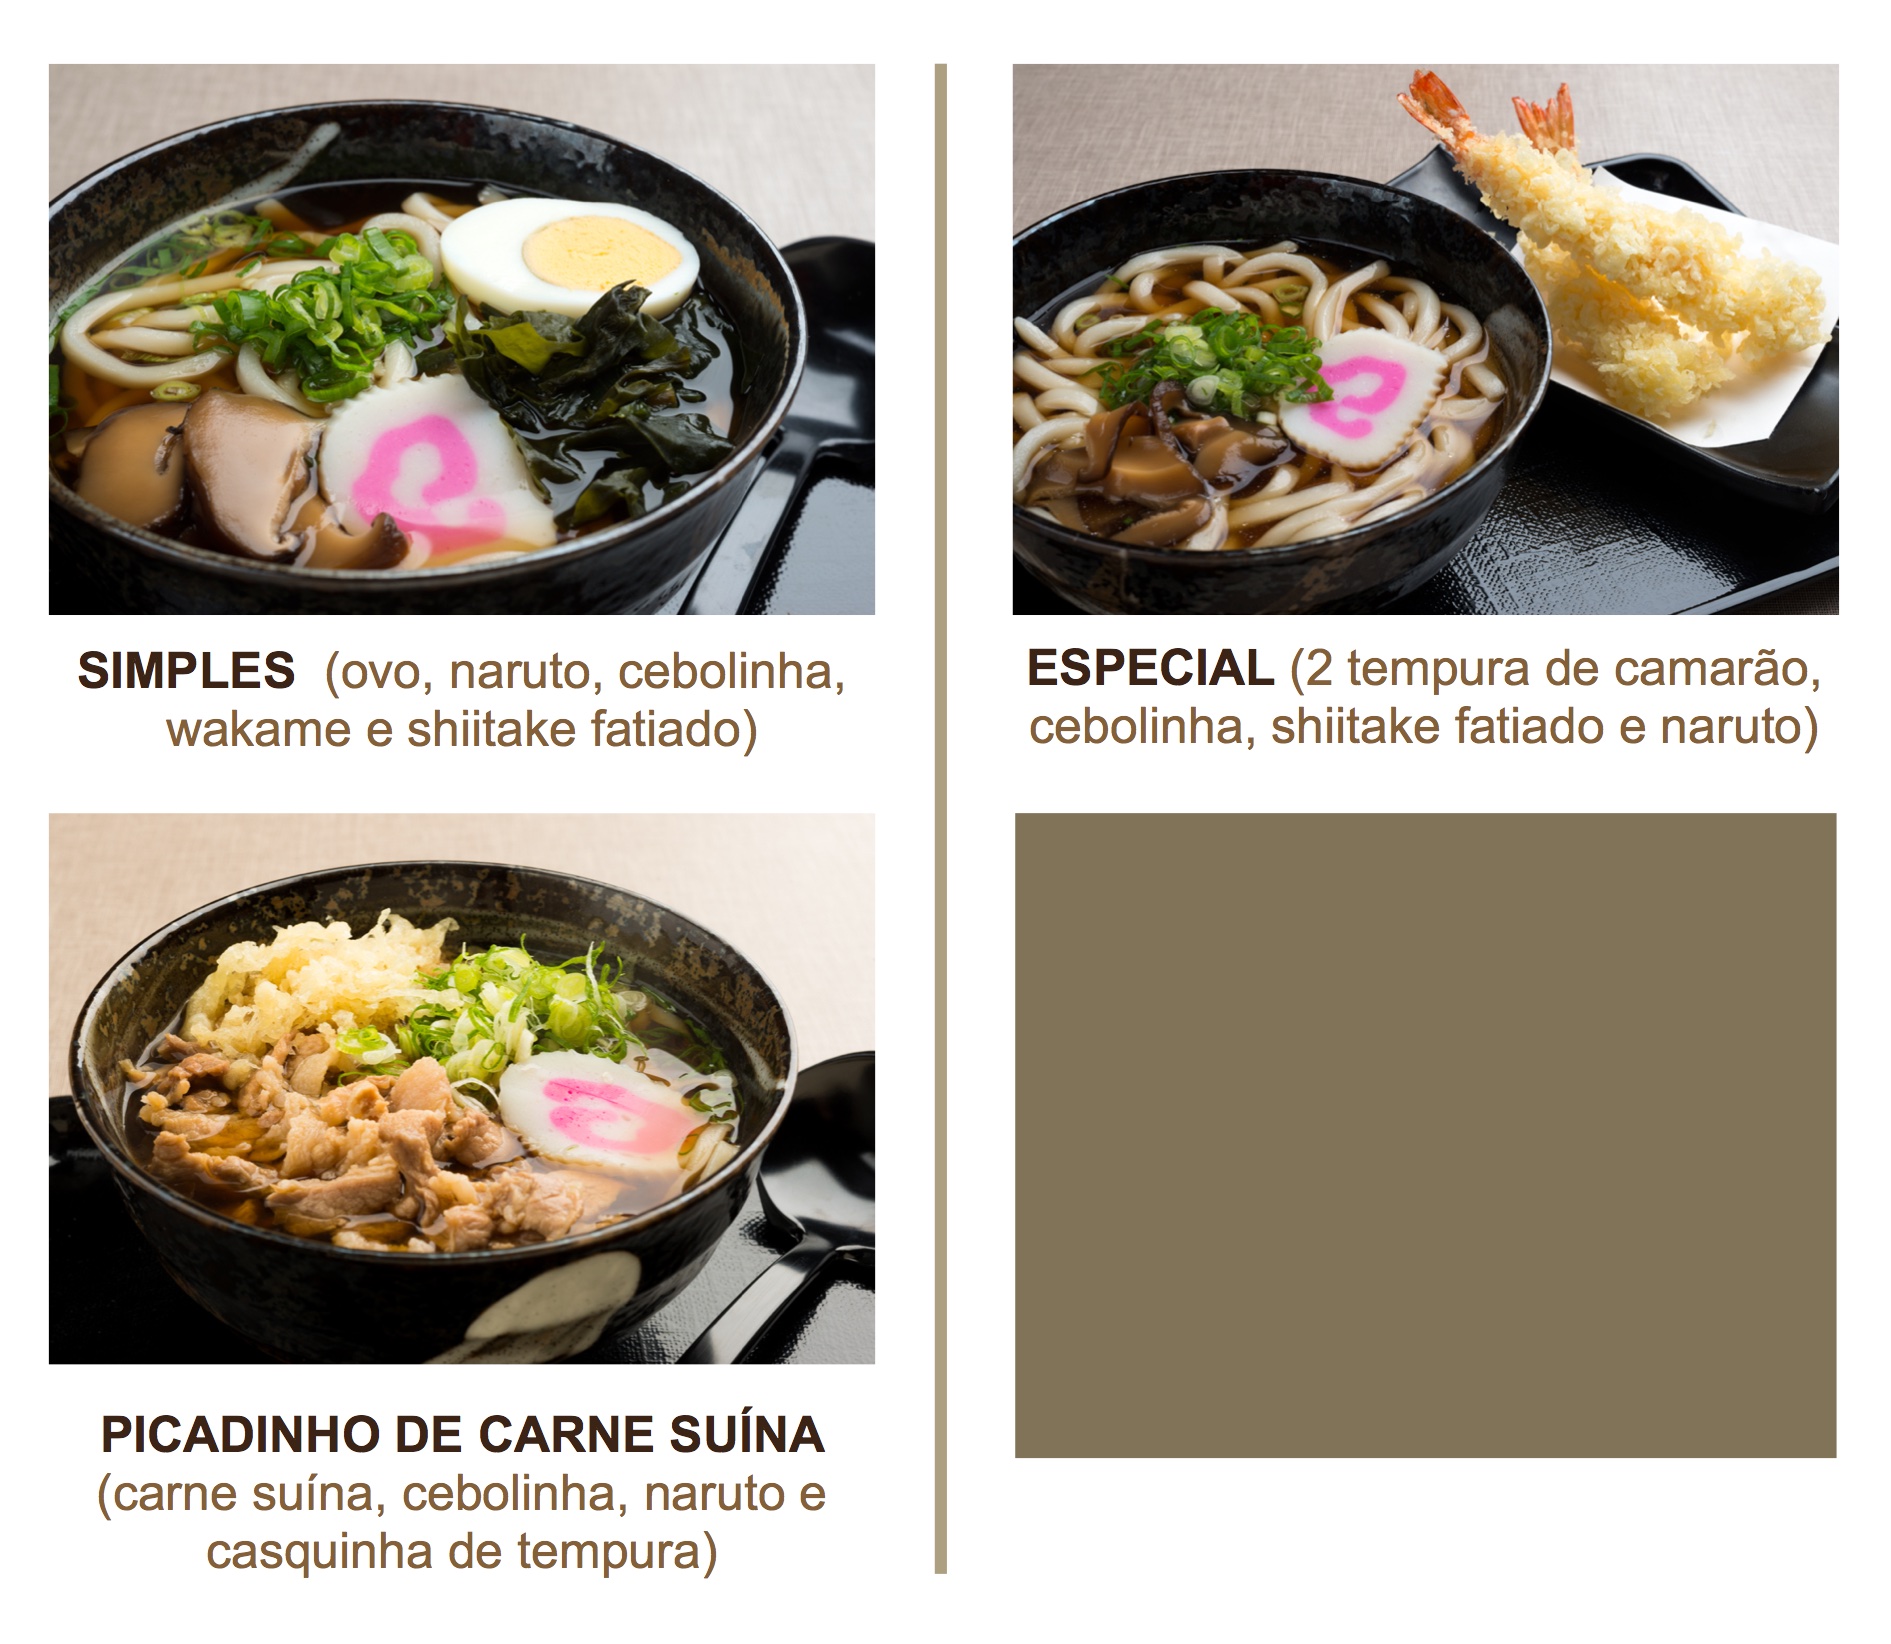 SIMPLES (ovo, naruto, cebolinha,
wakame e shiitake fatiado)
ESPECIAL (2 tempura de camarão,
cebolinha, shiitake fatiado e naruto)
PICADINHO DE CARNE SUÍNA
(carne suína, cebolinha, naruto e
casquinha de tempura)